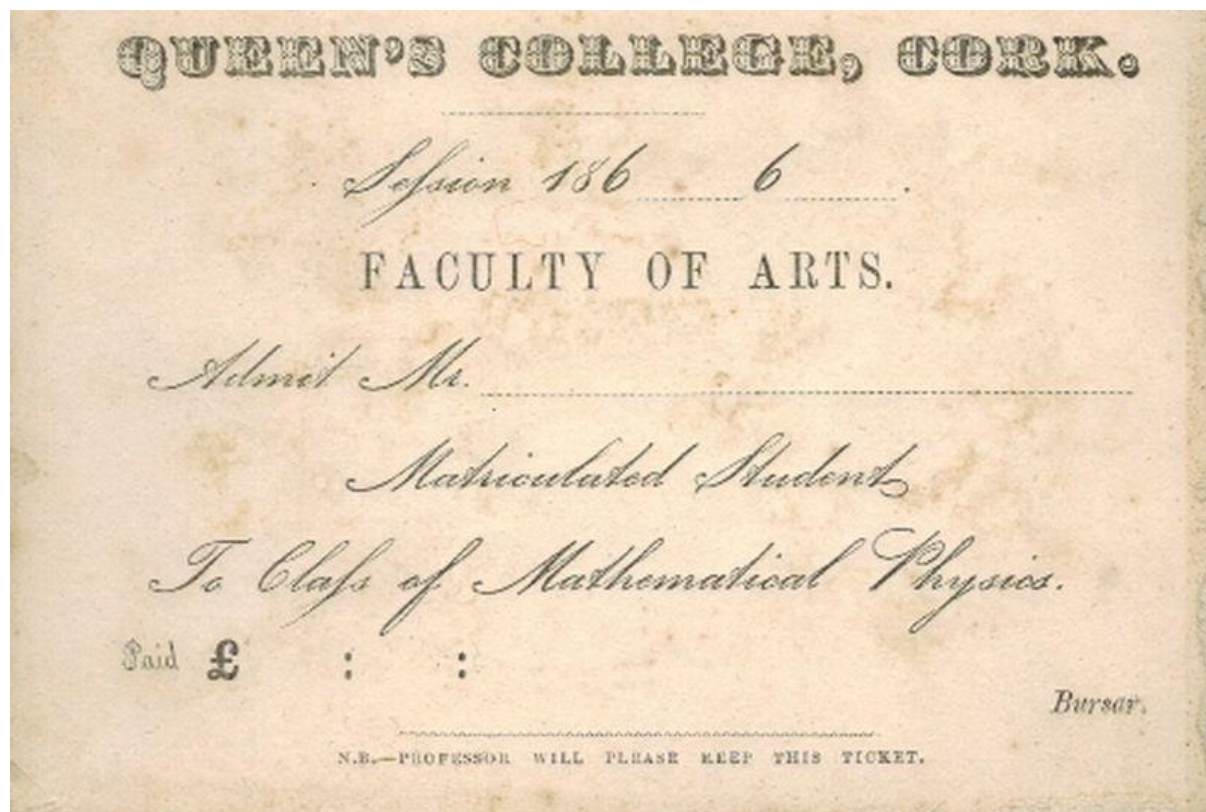 QUEEN'S COLLEGE, CORK.
Session 186 6 .
FACULTY OF ARTS.
Admit Mr.
Matriculated Student
To Class of Mathematical Physics.
Paid £ : :
Bursar.
N.B.—PROFESSOR WILL PLEASE KEEP THIS TICKET.